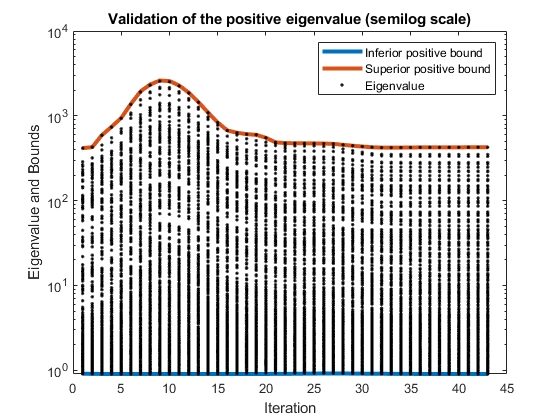 Validation of the positive eigenvalue (semilog scale)
Eigenvalue and Bounds
10^4
10^3
10^2
10^1
10^0
Inferior positive bound
Superior positive bound
Eigenvalue
0 5 10 15 20 25 30 35 40 45
Iteration